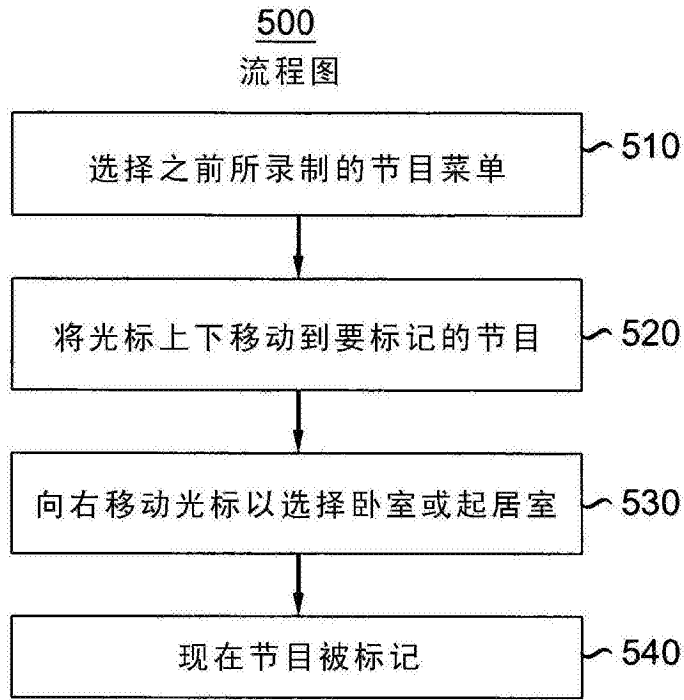 500
流程图
选择之前所录制的节目菜单
510
将光标上下移动到要标记的节目
520
向右移动光标以选择卧室或起居室
530
现在节目被标记
540